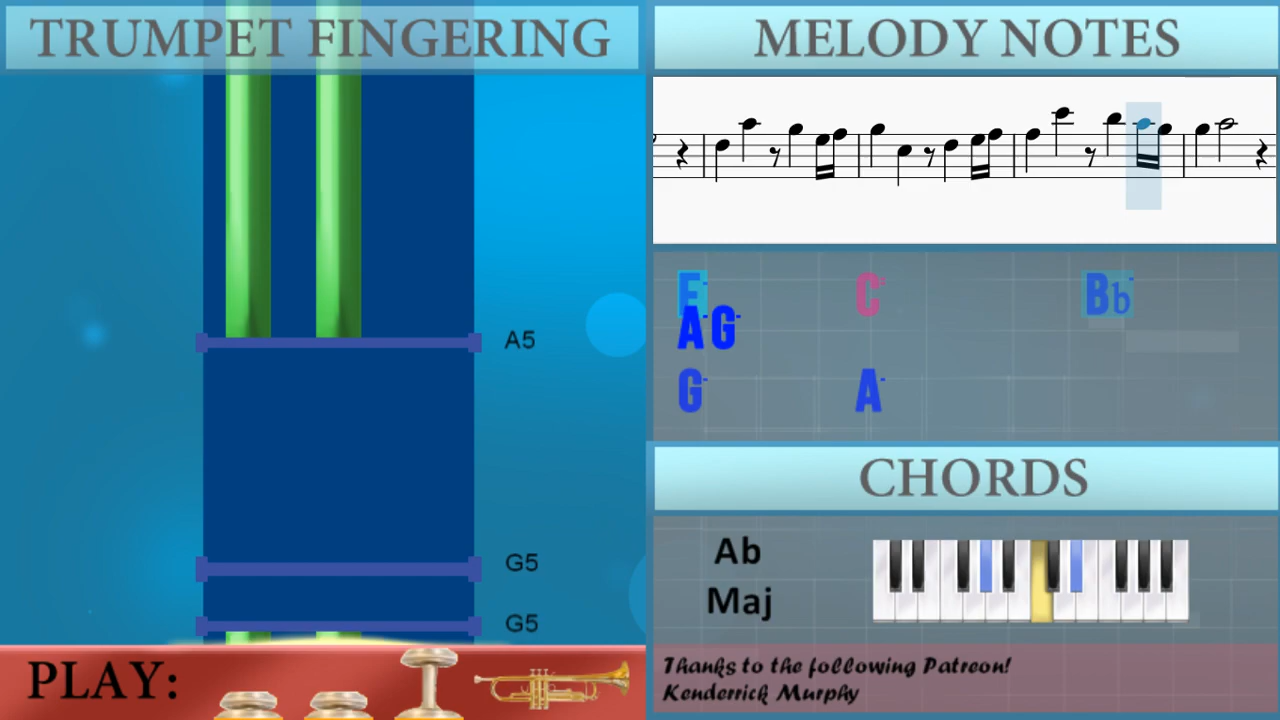 TRUMPET FINGERING
A5
G5
G5
PLAY:
MELODY NOTES
E- C- Bb-
A- G-
G- A-
CHORDS
Ab
Maj
Thanks to the following Patreon!
Kenderrick Murphy